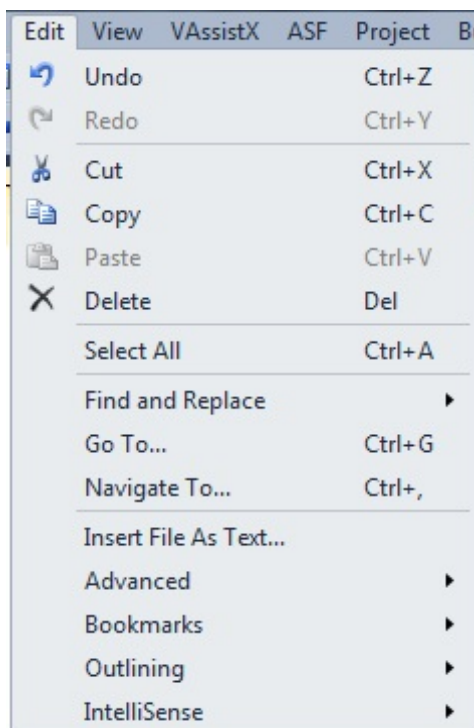 Edit View VAssistX ASF Project
Undo Ctrl+Z
Redo Ctrl+Y
Cut Ctrl+X
Copy Ctrl+C
Paste Ctrl+V
Delete Del
Select All Ctrl+A
Find and Replace
Go To... Ctrl+G
Navigate To... Ctrl+,
Insert File As Text...
Advanced
Bookmarks
Outlining
IntelliSense